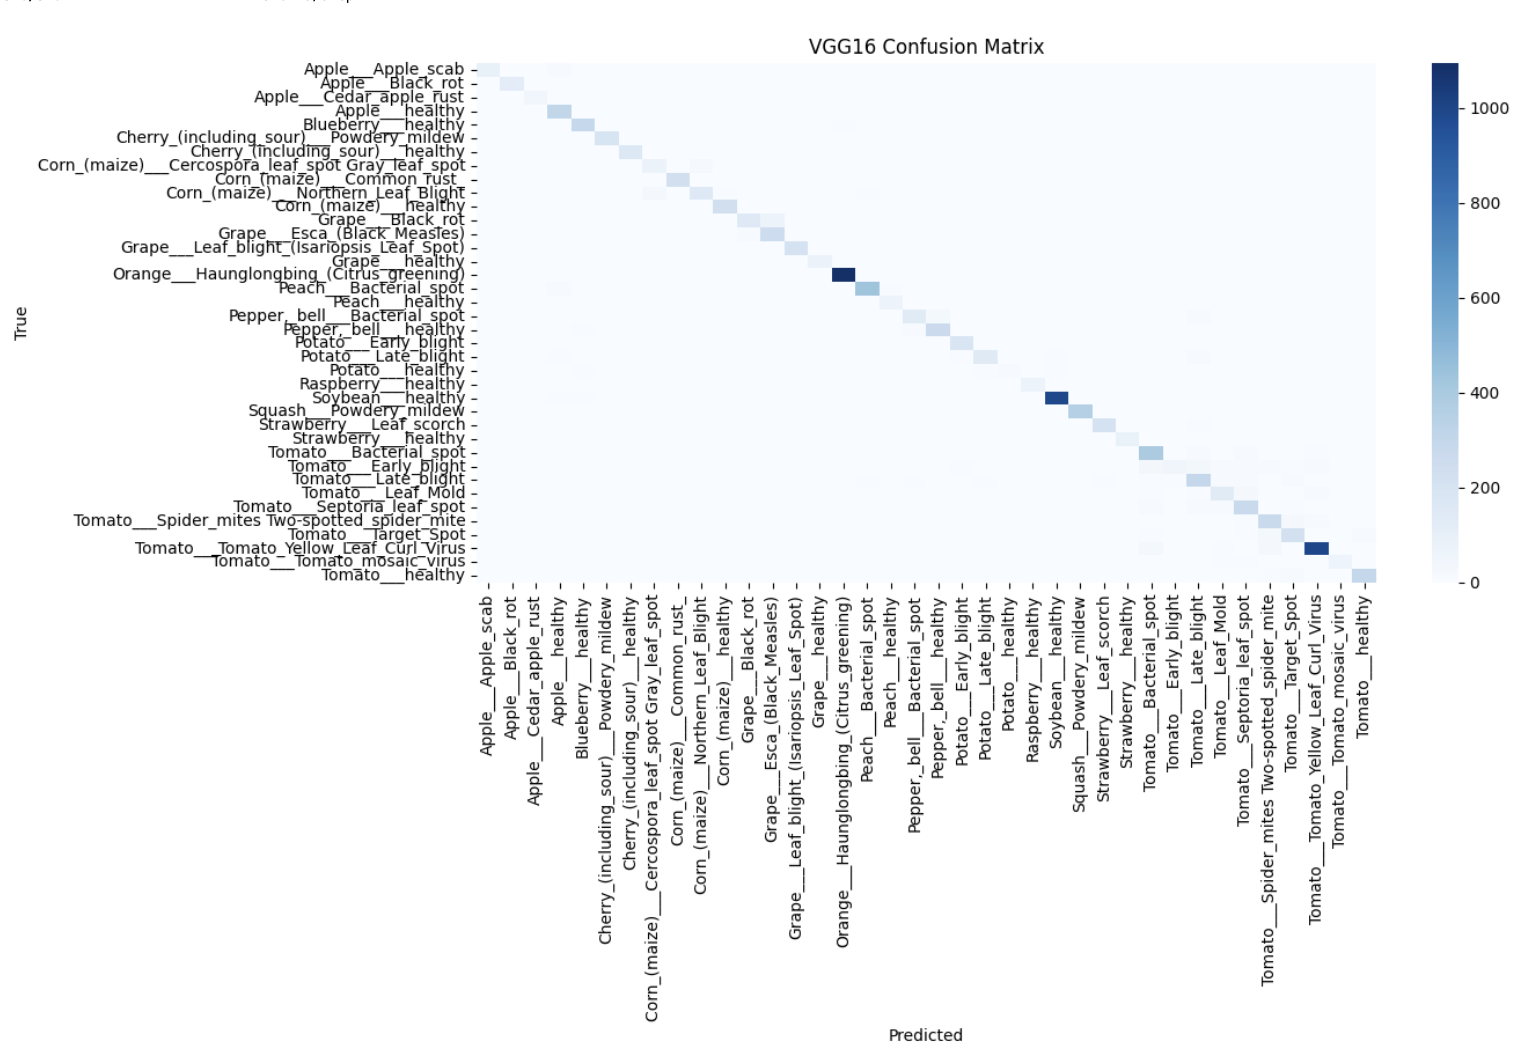 VGG16 Confusion Matrix
Apple___Apple_scab
Apple___Black_rot
Apple___Cedar_apple_rust
Apple___healthy
Blueberry___healthy
Cherry_(including_sour)___Powdery_mildew
Cherry_(including_sour)___healthy
Corn_(maize)___Cercospora_leaf_spot Gray_leaf_spot
Corn_(maize)___Common_rust_
Corn_(maize)___Northern_Leaf_Blight
Corn_(maize)___healthy
Grape___Black_rot
Grape___Esca_(Black_Measles)
Grape___Leaf_blight_(Isariopsis_Leaf_Spot)
Grape___healthy
Orange___Haunglongbing_(Citrus_greening)
Peach___Bacterial_spot
Peach___healthy
Pepper,_bell___Bacterial_spot
Pepper,_bell___healthy
Potato___Early_blight
Potato___Late_blight
Potato___healthy
Raspberry___healthy
Soybean___healthy
Squash___Powdery_mildew
Strawberry___Leaf_scorch
Strawberry___healthy
Tomato___Bacterial_spot
Tomato___Early_blight
Tomato___Late_blight
Tomato___Leaf_Mold
Tomato___Septoria_leaf_spot
Tomato___Spider_mites Two-spotted_spider_mite
Tomato___Target_Spot
Tomato___Tomato_Yellow_Leaf_Curl_Virus
Tomato___Tomato_mosaic_virus
Tomato___healthy
True
1000
800
600
400
200
0
Apple___Apple_scab
Apple___Black_rot
Apple___Cedar_apple_rust
Apple___healthy
Blueberry___healthy
Cherry_(including_sour)___Powdery_mildew
Cherry_(including_sour)___healthy
Corn_(maize)___Cercospora_leaf_spot Gray_leaf_spot
Corn_(maize)___Common_rust_
Corn_(maize)___Northern_Leaf_Blight
Corn_(maize)___healthy
Grape___Black_rot
Grape___Esca_(Black_Measles)
Grape___Leaf_blight_(Isariopsis_Leaf_Spot)
Grape___healthy
Orange___Haunglongbing_(Citrus_greening)
Peach___Bacterial_spot
Peach___healthy
Pepper,_bell___Bacterial_spot
Pepper,_bell___healthy
Potato___Early_blight
Potato___Late_blight
Potato___healthy
Raspberry___healthy
Soybean___healthy
Squash___Powdery_mildew
Strawberry___Leaf_scorch
Strawberry___healthy
Tomato___Bacterial_spot
Tomato___Early_blight
Tomato___Late_blight
Tomato___Leaf_Mold
Tomato___Septoria_leaf_spot
Tomato___Spider_mites Two-spotted_spider_mite
Tomato___Target_Spot
Tomato___Tomato_Yellow_Leaf_Curl_Virus
Tomato___Tomato_mosaic_virus
Tomato___healthy
Predicted